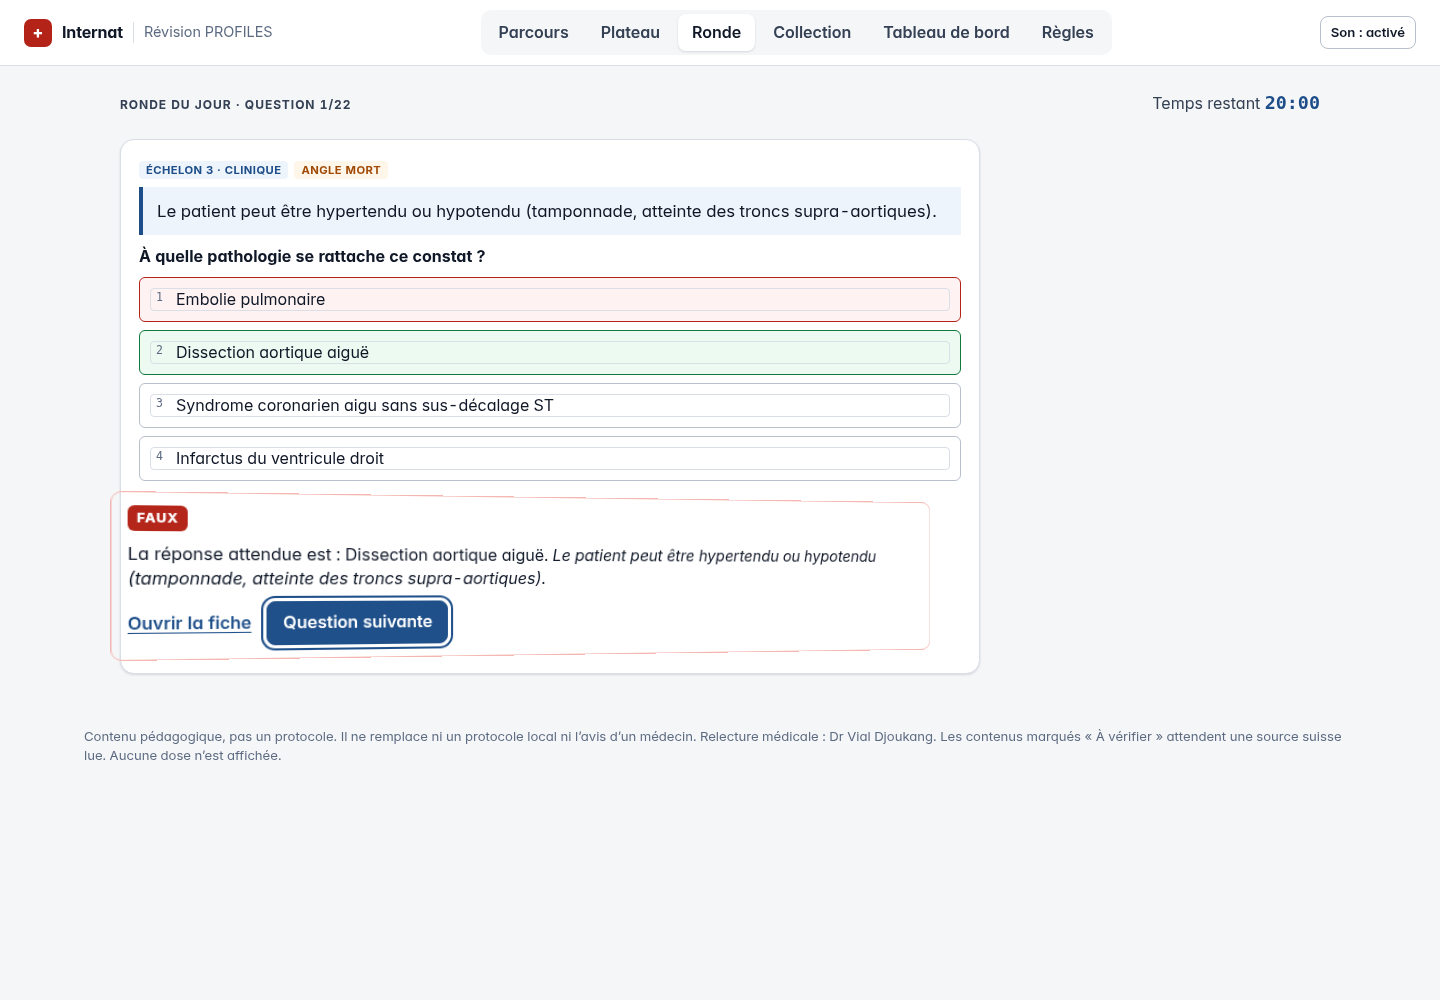 + Internat Révision PROFILES Parcours Plateau Ronde Collection Tableau de bord Règles Son : activé
RONDE DU JOUR · QUESTION 1/22 Temps restant 20:00
ÉCHELON 3 · CLINIQUE ANGLE MORT
Le patient peut être hypertendu ou hypotendu (tamponnade, atteinte des troncs supra-aortiques).
À quelle pathologie se rattache ce constat ?
1 Embolie pulmonaire
2 Dissection aortique aiguë
3 Syndrome coronarien aigu sans sus-décalage ST
4 Infarctus du ventricule droit
FAUX
La réponse attendue est : Dissection aortique aiguë. Le patient peut être hypertendu ou hypotendu
(tamponnade, atteinte des troncs supra-aortiques).
Ouvrir la fiche Question suivante
Contenu pédagogique, pas un protocole. Il ne remplace ni un protocole local ni l’avis d’un médecin. Relecture médicale : Dr Vial Djoukang. Les contenus marqués « À vérifier » attendent une source suisse
lue. Aucune dose n’est affichée.